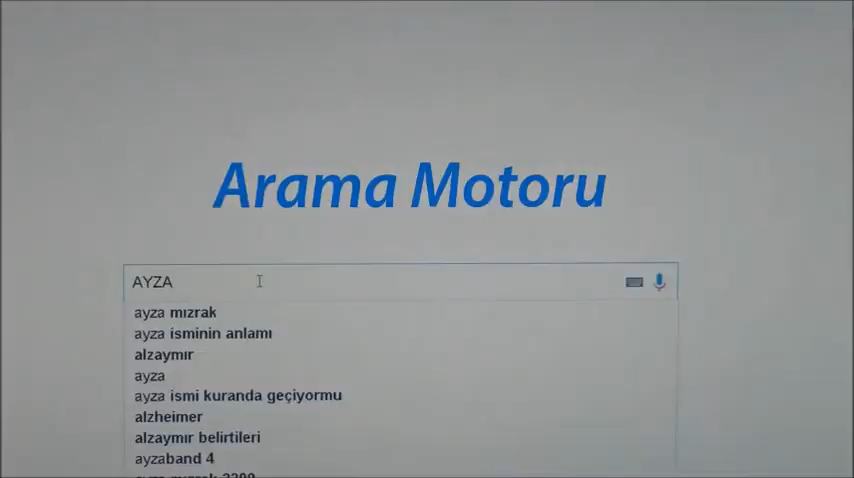 Arama Motoru
AYZA
ayza mızrak
ayza isminin anlamı
alzaymır
ayza
ayza ismi kuranda geçiyormu
alzheimer
alzaymır belirtileri
ayzaband 4